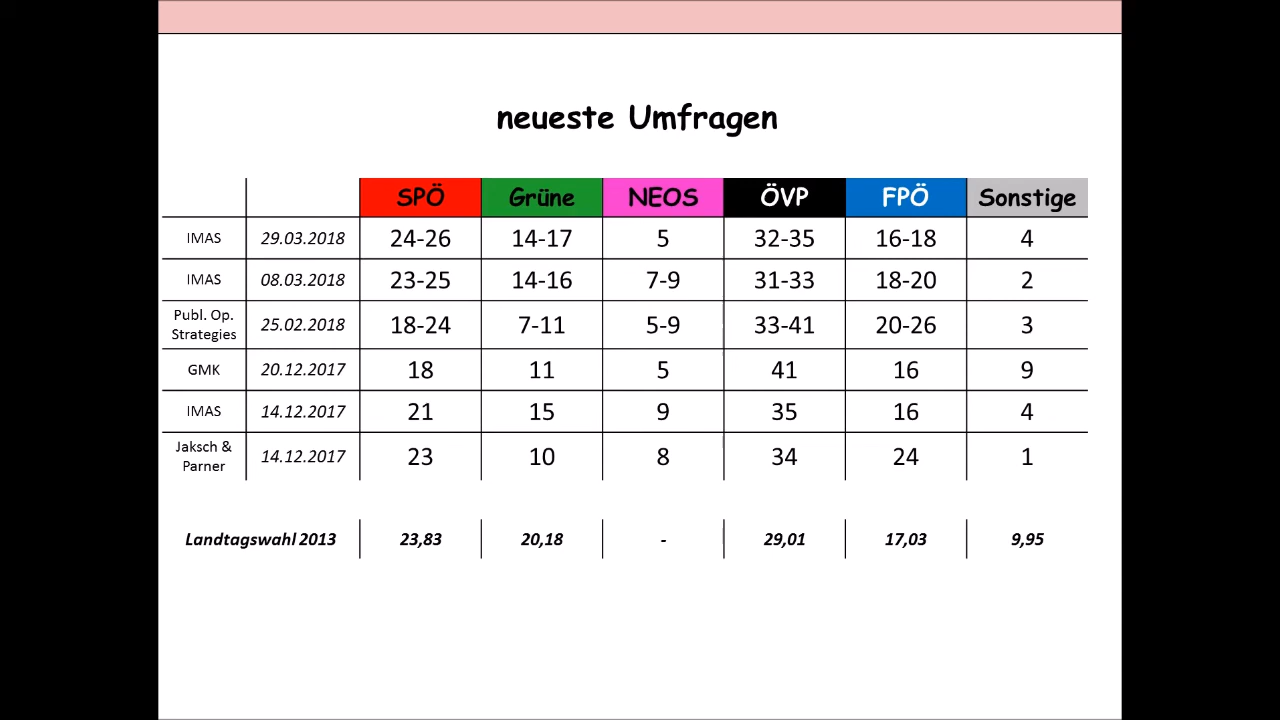 neueste Umfragen
SPÖ Grüne NEOS ÖVP FPÖ Sonstige
IMAS 29.03.2018 24-26 14-17 5 32-35 16-18 4
IMAS 08.03.2018 23-25 14-16 7-9 31-33 18-20 2
Publ. Op.
Strategies 25.02.2018 18-24 7-11 5-9 33-41 20-26 3
GMK 20.12.2017 18 11 5 41 16 9
IMAS 14.12.2017 21 15 9 35 16 4
Jaksch &
Parner 14.12.2017 23 10 8 34 24 1
Landtagswahl 2013 23,83 20,18 - 29,01 17,03 9,95